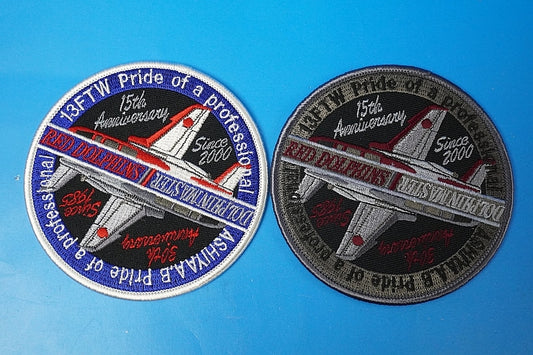 13FTW Pride of a professional
15th
Anniversary
Since
2000
RED DOLPHINS
DOLPHIN MASTER
Since
1985
30th
Anniversary
ASHIYA A.B Pride of a professional
13FTW Pride of a professional
15th
Anniversary
Since
2000
RED DOLPHINS
DOLPHIN MASTER
Since
1985
30th
Anniversary
ASHIYA A.B Pride of a professional